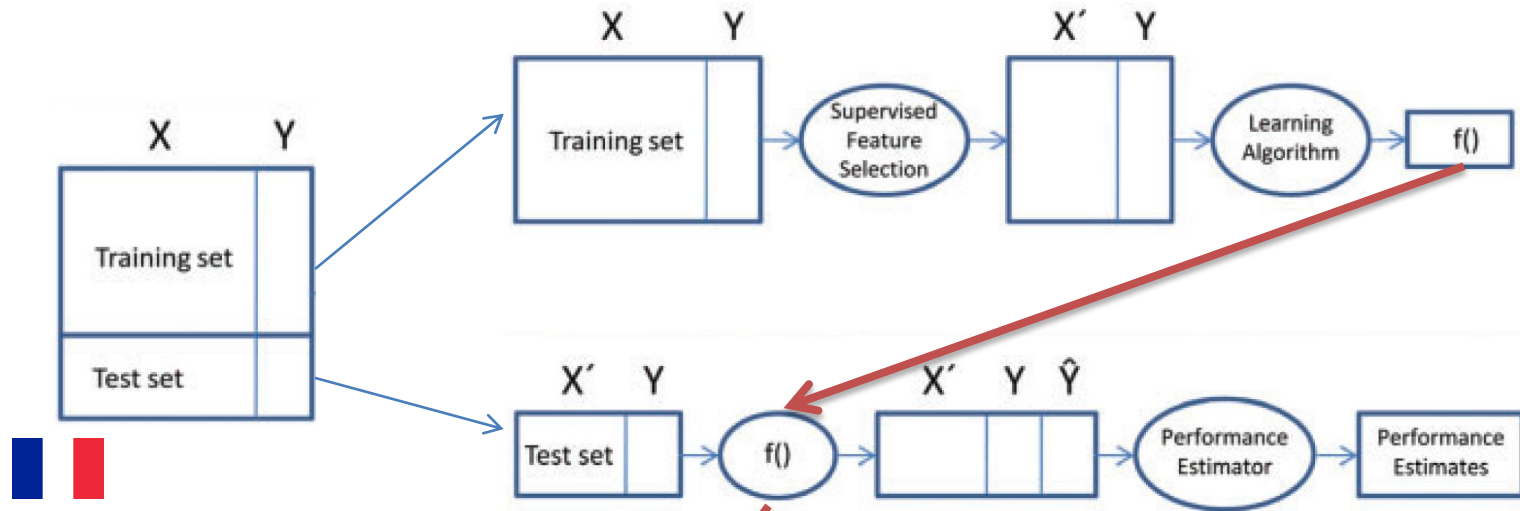 X Y
Training set
Test set
X Y
Training set
Supervised
Feature
Selection
X´ Y
Learning
Algorithm
f()
X´ Y
Test set
f()
X´ Y Ŷ
Performance
Estimator
Performance
Estimates